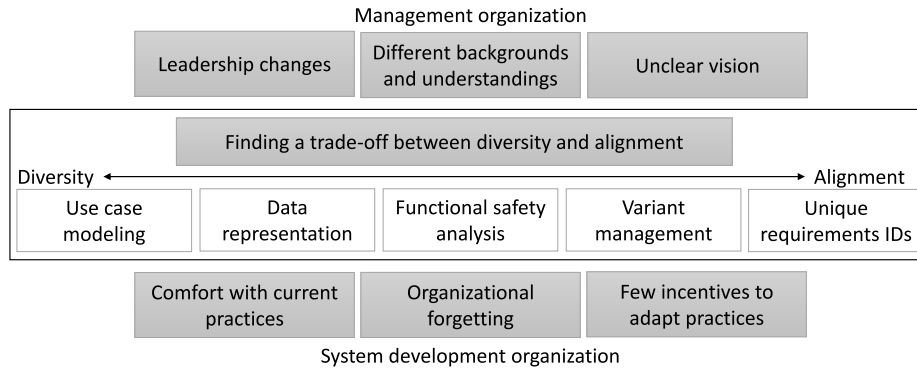 Management organization
Leadership changes
Different backgrounds
and understandings
Unclear vision
Finding a trade-off between diversity and alignment
Diversity
Alignment
Use case
modeling
Data
representation
Functional safety
analysis
Variant
management
Unique
requirements IDs
Comfort with current
practices
Organizational
forgetting
Few incentives to
adapt practices
System development organization